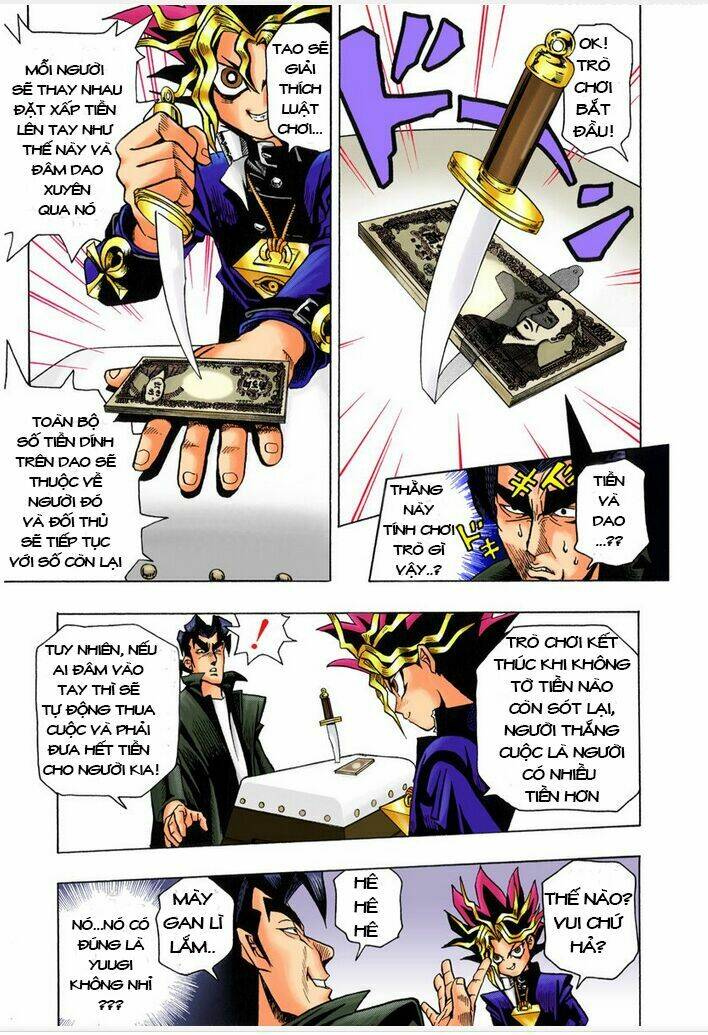 OK!
TRÒ
CHƠI
BẮT
ĐẦU!
ドド
TIỀN
VÀ
DAO
...??
THẰNG
NÀY
TÍNH CHƠI
TRÒ GÌ
VẬY..?
ドド
TAO SẼ
GIẢI
THÍCH
LUẬT
CHƠI...
MỖI NGƯỜI
SẼ THAY NHAU
ĐẶT XẤP TIỀN
LÊN TAY NHƯ
THẾ NÀY VÀ
ĐÂM DAO
XUYÊN
QUA NÓ
TOÀN BỘ
SỐ TIỀN DÍNH
TRÊN DAO SẼ
THUỘC VỀ
NGƯỜI ĐÓ
VÀ ĐỐI THỦ
SẼ TIẾP TỤC
VỚI SỐ CÒN LẠI
TRÒ CHƠI KẾT
THÚC KHI KHÔNG
TỜ TIỀN NÀO
CÒN SÓT LẠI,
NGƯỜI THẮNG
CUỘC LÀ NGƯỜI
CÓ NHIỀU
TIỀN HƠN
!
TUY NHIÊN, NẾU
AI ĐÂM VÀO
TAY THÌ SẼ
TỰ ĐỘNG THUA
CUỘC VÀ PHẢI
ĐƯA HẾT TIỀN
CHO NGƯỜI KIA!
THẾ NÀO?
VUI CHỨ
HẢ?
HÊ
HÊ
HÊ
MÀY
GAN LÌ
LẮM..
NÓ...NÓ CÓ
ĐÚNG LÀ
YUUGI
KHÔNG NHỈ
???